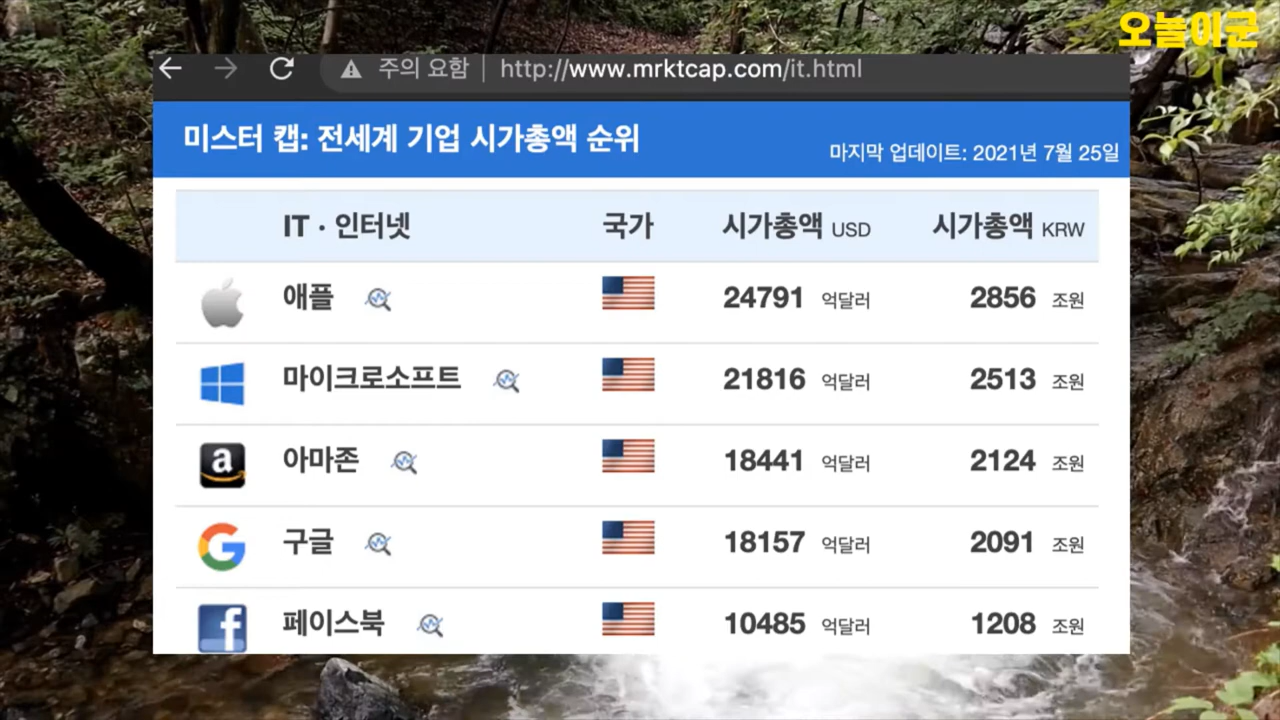 오늘이군
주의 요함 | http://www.mrktcap.com/it.html
미스터 캡: 전세계 기업 시가총액 순위
마지막 업데이트: 2021년 7월 25일
IT · 인터넷 국가 시가총액 USD 시가총액 KRW
애플 24791 억달러 2856 조원
마이크로소프트 21816 억달러 2513 조원
a 아마존 18441 억달러 2124 조원
G 구글 18157 억달러 2091 조원
f 페이스북 10485 억달러 1208 조원